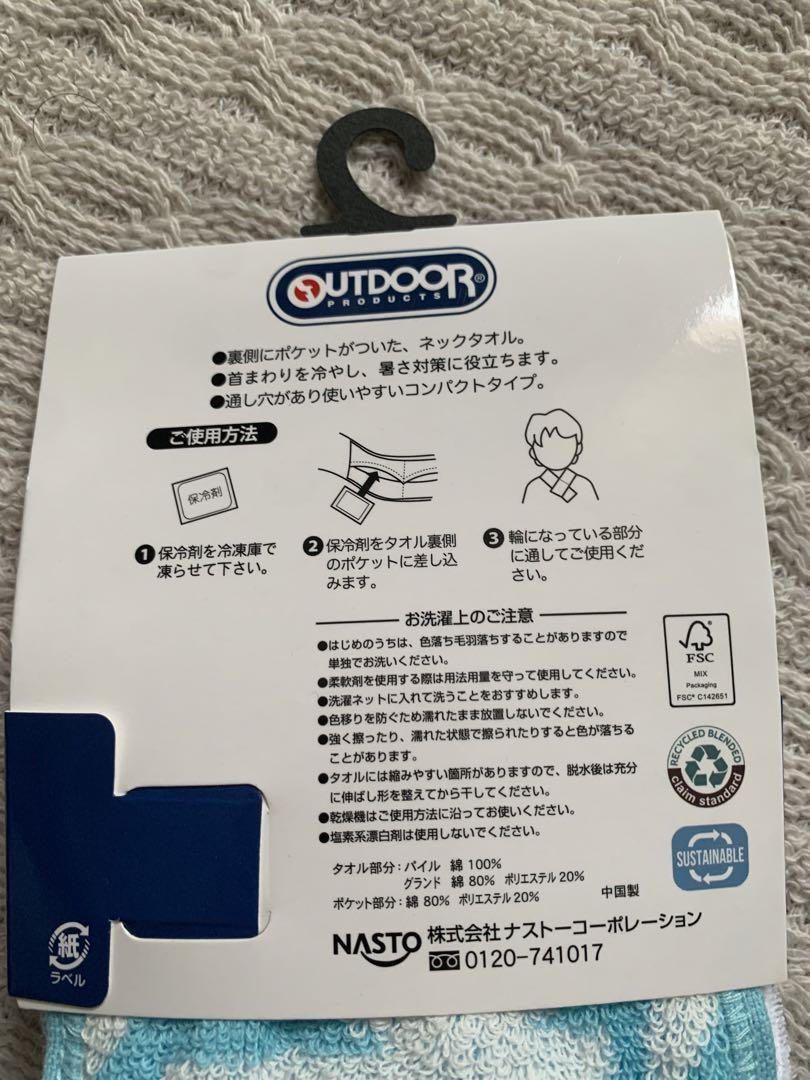 OUTDOOR®
PRODUCTS
●裏側にポケットがついた、ネックタオル。
●首まわりを冷やし、暑さ対策に役立ちます。
●通し穴があり使いやすいコンパクトタイプ。
ご使用方法
保冷剤
❶保冷剤を冷凍庫で
凍らせて下さい。
❷保冷剤をタオル裏側
のポケットに差し込
みます。
❸輪になっている部分
に通してご使用くだ
さい。
お洗濯上のご注意
●はじめのうちは、色落ち毛羽落ちすることがありますので
単独でお洗いください。
●柔軟剤を使用する際は用法用量を守って使用してください。
●洗濯ネットに入れて洗うことをおすすめします。
●色移りを防ぐため濡れたまま放置しないでください。
●強く擦ったり、濡れた状態で擦られたりすると色が落ちる
ことがあります。
●タオルには縮みやすい箇所がありますので、脱水後は充分
に伸ばし形を整えてから干してください。
●乾燥機はご使用方法に沿ってお使いください。
●塩素系漂白剤は使用しないでください。
タオル部分：パイル 綿 100%
グランド 綿 80% ポリエステル 20%
ポケット部分：綿 80% ポリエステル 20%
中国製
NASTO 株式会社ナストーコーポレーション
0120-741017
FSC
MIX
Packaging
FSC® C142651
RECYCLED BLENDED
claim standard
SUSTAINABLE
紙
ラベル